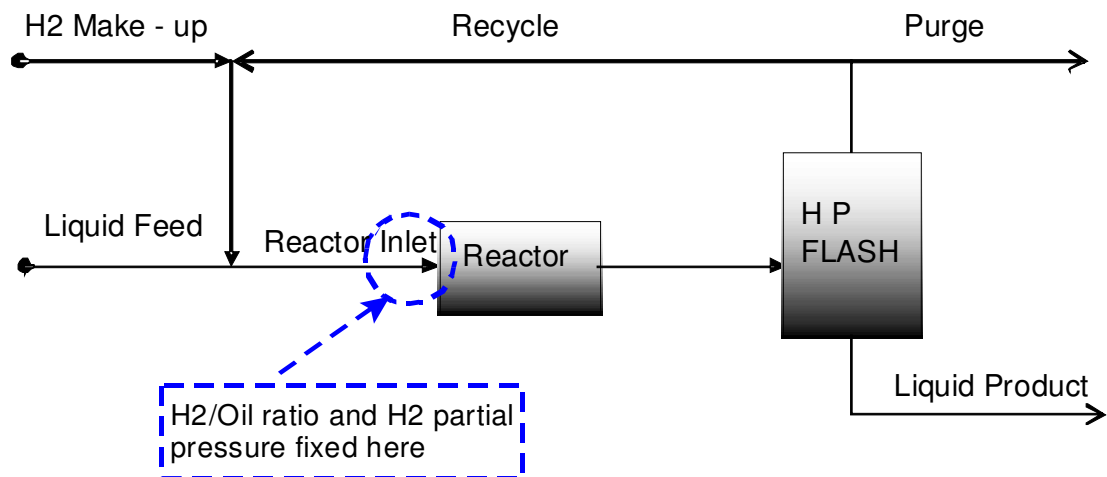 H2 Make - up
Recycle
Purge
Liquid Feed
Reactor Inlet
Reactor
H P
FLASH
Liquid Product
H2/Oil ratio and H2 partial
pressure fixed here